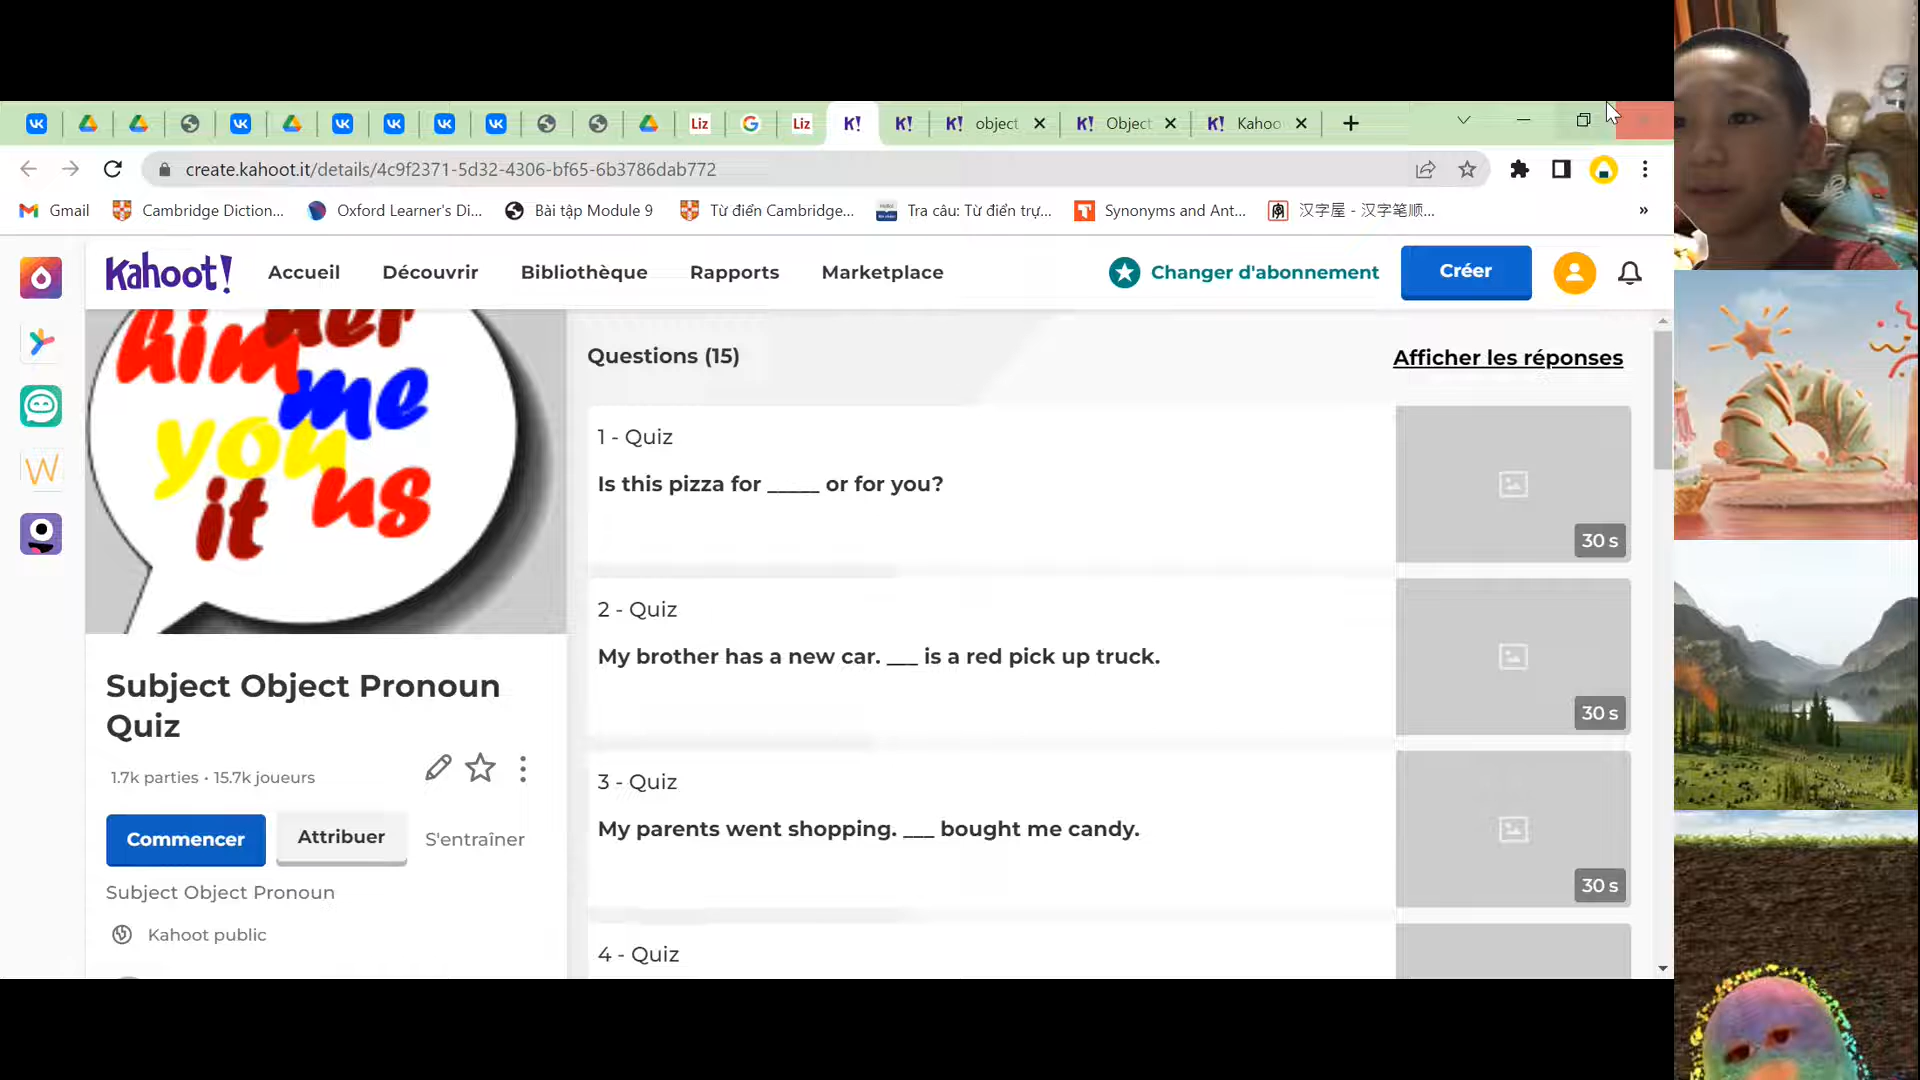 Liz
Liz
K!
K!
K! object
K! Object
K! Kahoo
create.kahoot.it/details/4c9f2371-5d32-4306-bf65-6b3786dab772
Gmail
Cambridge Diction...
Oxford Learner's Di...
Bài tập Module 9
Từ điển Cambridge...
Tra câu: Từ điển trự...
Synonyms and Ant...
汉字屋 - 汉字笔顺...
Kahoot!
Accueil
Découvrir
Bibliothèque
Rapports
Marketplace
Changer d'abonnement
Créer
him her
me
you
it us
Subject Object Pronoun
Quiz
1.7k parties • 15.7k joueurs
Commencer
Attribuer
S'entraîner
Subject Object Pronoun
Kahoot public
Questions (15)
Afficher les réponses
1 - Quiz
Is this pizza for _____ or for you?
30 s
2 - Quiz
My brother has a new car. ___ is a red pick up truck.
30 s
3 - Quiz
My parents went shopping. ___ bought me candy.
30 s
4 - Quiz